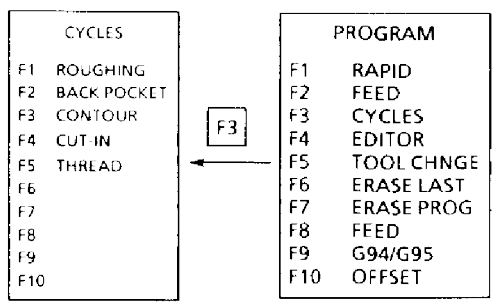 CYCLES
F1 ROUGHING
F2 BACK POCKET
F3 CONTOUR
F4 CUT-IN
F5 THREAD
F6
F7
F8
F9
F10
F3
PROGRAM
F1 RAPID
F2 FEED
F3 CYCLES
F4 EDITOR
F5 TOOL CHNGE
F6 ERASE LAST
F7 ERASE PROG
F8 FEED
F9 G94/G95
F10 OFFSET